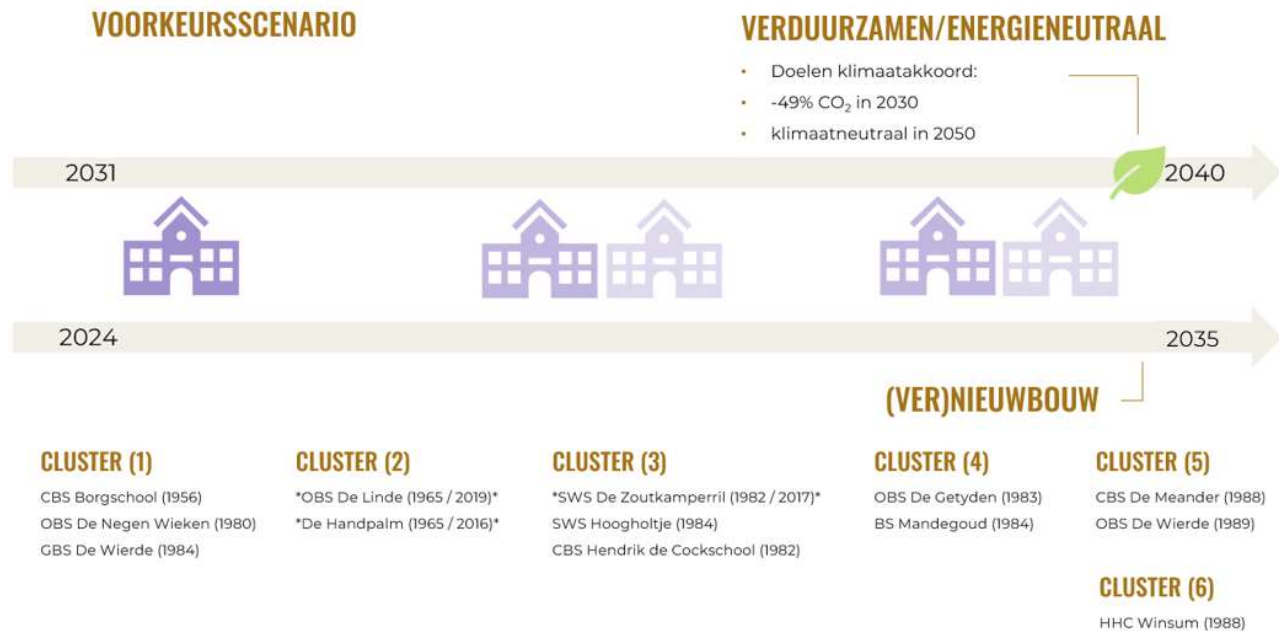 VOORKEURSSCENARIO
VERDUURZAMEN/ENERGIENEUTRAAL
• Doelen klimaatakkoord:
• -49% CO₂ in 2030
• klimaatneutraal in 2050
2031
2040
2024
2035
(VER)NIEUWBOUW
CLUSTER (1)
CBS Borgschool (1956)
OBS De Negen Wieken (1980)
GBS De Wierde (1984)
CLUSTER (2)
*OBS De Linde (1965 / 2019)*
*De Handpalm (1965 / 2016)*
CLUSTER (3)
*SWS De Zoutkamperril (1982 / 2017)*
SWS Hoogholtje (1984)
CBS Hendrik de Cockschool (1982)
CLUSTER (4)
OBS De Getyden (1983)
BS Mandegoud (1984)
CLUSTER (5)
CBS De Meander (1988)
OBS De Wierde (1989)
CLUSTER (6)
HHC Winsum (1988)